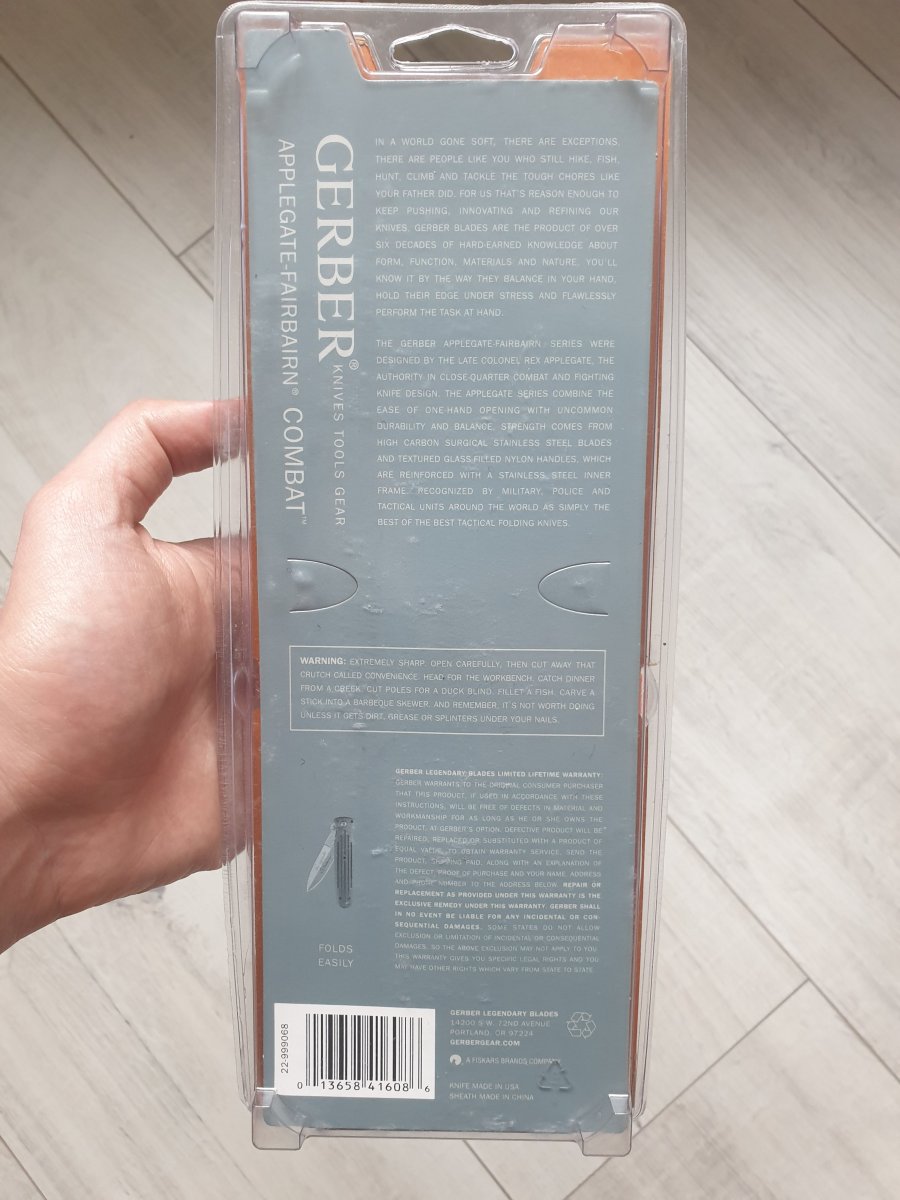 GERBER® KNIVES TOOLS GEAR
APPLEGATE-FAIRBAIRN® COMBAT™
IN A WORLD GONE SOFT, THERE ARE EXCEPTIONS.
THERE ARE PEOPLE LIKE YOU WHO STILL HIKE, FISH,
HUNT, CLIMB AND TACKLE THE TOUGH CHORES LIKE
YOUR FATHER DID. FOR US THAT'S REASON ENOUGH TO
KEEP PUSHING, INNOVATING AND REFINING OUR
KNIVES. GERBER BLADES ARE THE PRODUCT OF OVER
SIX DECADES OF HARD-EARNED KNOWLEDGE ABOUT
FORM, FUNCTION, MATERIALS AND NATURE. YOU'LL
KNOW IT BY THE WAY THEY BALANCE IN YOUR HAND,
HOLD THEIR EDGE UNDER STRESS AND FLAWLESSLY
PERFORM THE TASK AT HAND.
THE GERBER APPLEGATE-FAIRBAIRN SERIES WERE
DESIGNED BY THE LATE COLONEL REX APPLEGATE, THE
AUTHORITY IN CLOSE-QUARTER COMBAT AND FIGHTING
KNIFE DESIGN. THE APPLEGATE SERIES COMBINE THE
EASE OF ONE-HAND OPENING WITH UNCOMMON
DURABILITY AND BALANCE. STRENGTH COMES FROM
HIGH CARBON SURGICAL STAINLESS STEEL BLADES
AND TEXTURED GLASS FILLED NYLON HANDLES, WHICH
ARE REINFORCED WITH A STAINLESS STEEL INNER
FRAME. RECOGNIZED BY MILITARY, POLICE AND
TACTICAL UNITS AROUND THE WORLD AS SIMPLY THE
BEST OF THE BEST TACTICAL FOLDING KNIVES.
WARNING: EXTREMELY SHARP. OPEN CAREFULLY, THEN CUT AWAY THAT
CRUTCH CALLED CONVENIENCE. HEAD FOR THE WORKBENCH. CATCH DINNER
FROM A CREEK. CUT POLES FOR A DUCK BLIND. FILLET A FISH. CARVE A
STICK INTO A BARBEQUE SKEWER. AND REMEMBER, IT'S NOT WORTH DOING
UNLESS IT GETS DIRT, GREASE OR SPLINTERS UNDER YOUR NAILS.
GERBER LEGENDARY BLADES LIMITED LIFETIME WARRANTY:
GERBER WARRANTS TO THE ORIGINAL CONSUMER PURCHASER
THAT THIS PRODUCT, IF USED IN ACCORDANCE WITH THESE
INSTRUCTIONS, WILL BE FREE OF DEFECTS IN MATERIAL AND
WORKMANSHIP FOR AS LONG AS HE OR SHE OWNS THE
PRODUCT. AT GERBER'S OPTION, DEFECTIVE PRODUCT WILL BE
REPAIRED, REPLACED OR SUBSTITUTED WITH A PRODUCT OF
EQUAL VALUE. TO OBTAIN WARRANTY SERVICE, SEND THE
PRODUCT, SHIPPING PAID, ALONG WITH AN EXPLANATION OF
THE DEFECT, PROOF OF PURCHASE AND YOUR NAME, ADDRESS
AND PHONE NUMBER TO THE ADDRESS BELOW. REPAIR OR
REPLACEMENT AS PROVIDED UNDER THIS WARRANTY IS THE
EXCLUSIVE REMEDY UNDER THIS WARRANTY. GERBER SHALL
IN NO EVENT BE LIABLE FOR ANY INCIDENTAL OR CON-
SEQUENTIAL DAMAGES. SOME STATES DO NOT ALLOW
EXCLUSION OR LIMITATION OF INCIDENTAL OR CONSEQUENTIAL
DAMAGES, SO THE ABOVE EXCLUSION MAY NOT APPLY TO YOU.
THIS WARRANTY GIVES YOU SPECIFIC LEGAL RIGHTS AND YOU
MAY HAVE OTHER RIGHTS WHICH VARY FROM STATE TO STATE.
FOLDS
EASILY
22-999068
0 13658 41608 6
GERBER LEGENDARY BLADES
14200 S.W. 72ND AVENUE
PORTLAND, OR 97224
GERBERGEAR.COM
A FISKARS BRANDS COMPANY
KNIFE MADE IN USA
SHEATH MADE IN CHINA